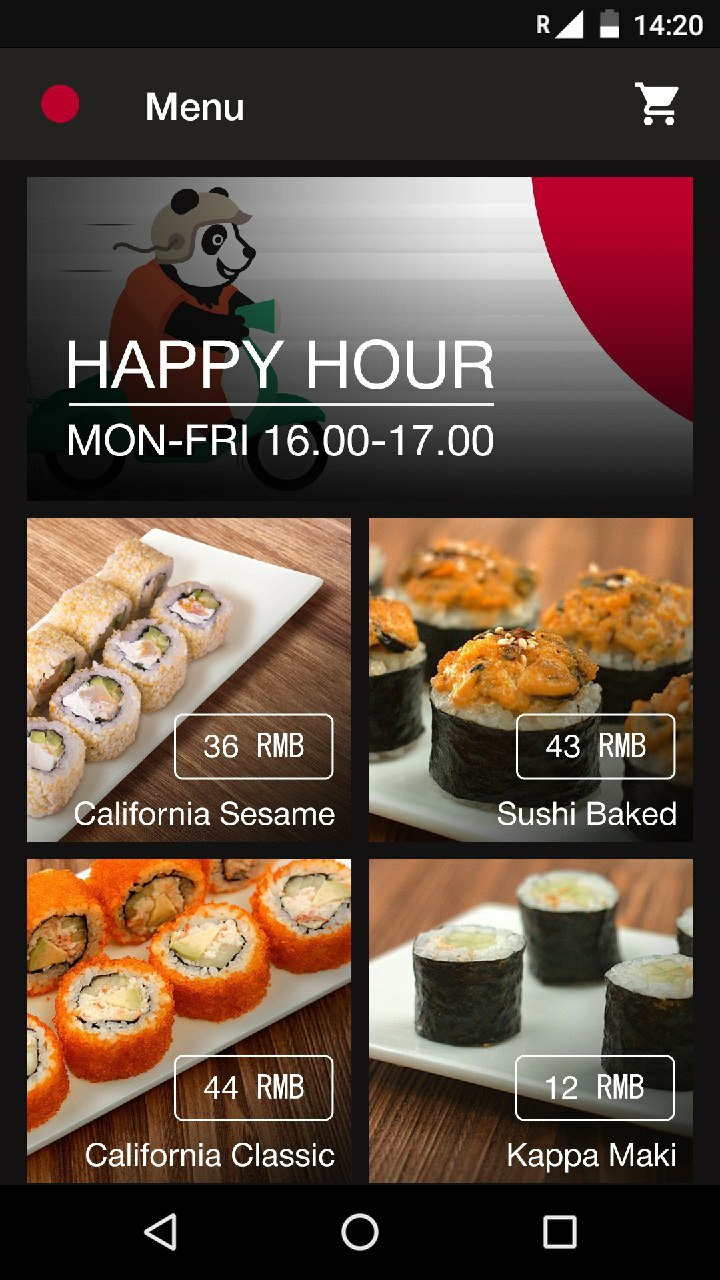 R 14:20
Menu
HAPPY HOUR
MON-FRI 16.00-17.00
36 RMB
California Sesame
43 RMB
Sushi Baked
44 RMB
California Classic
12 RMB
Kappa Maki